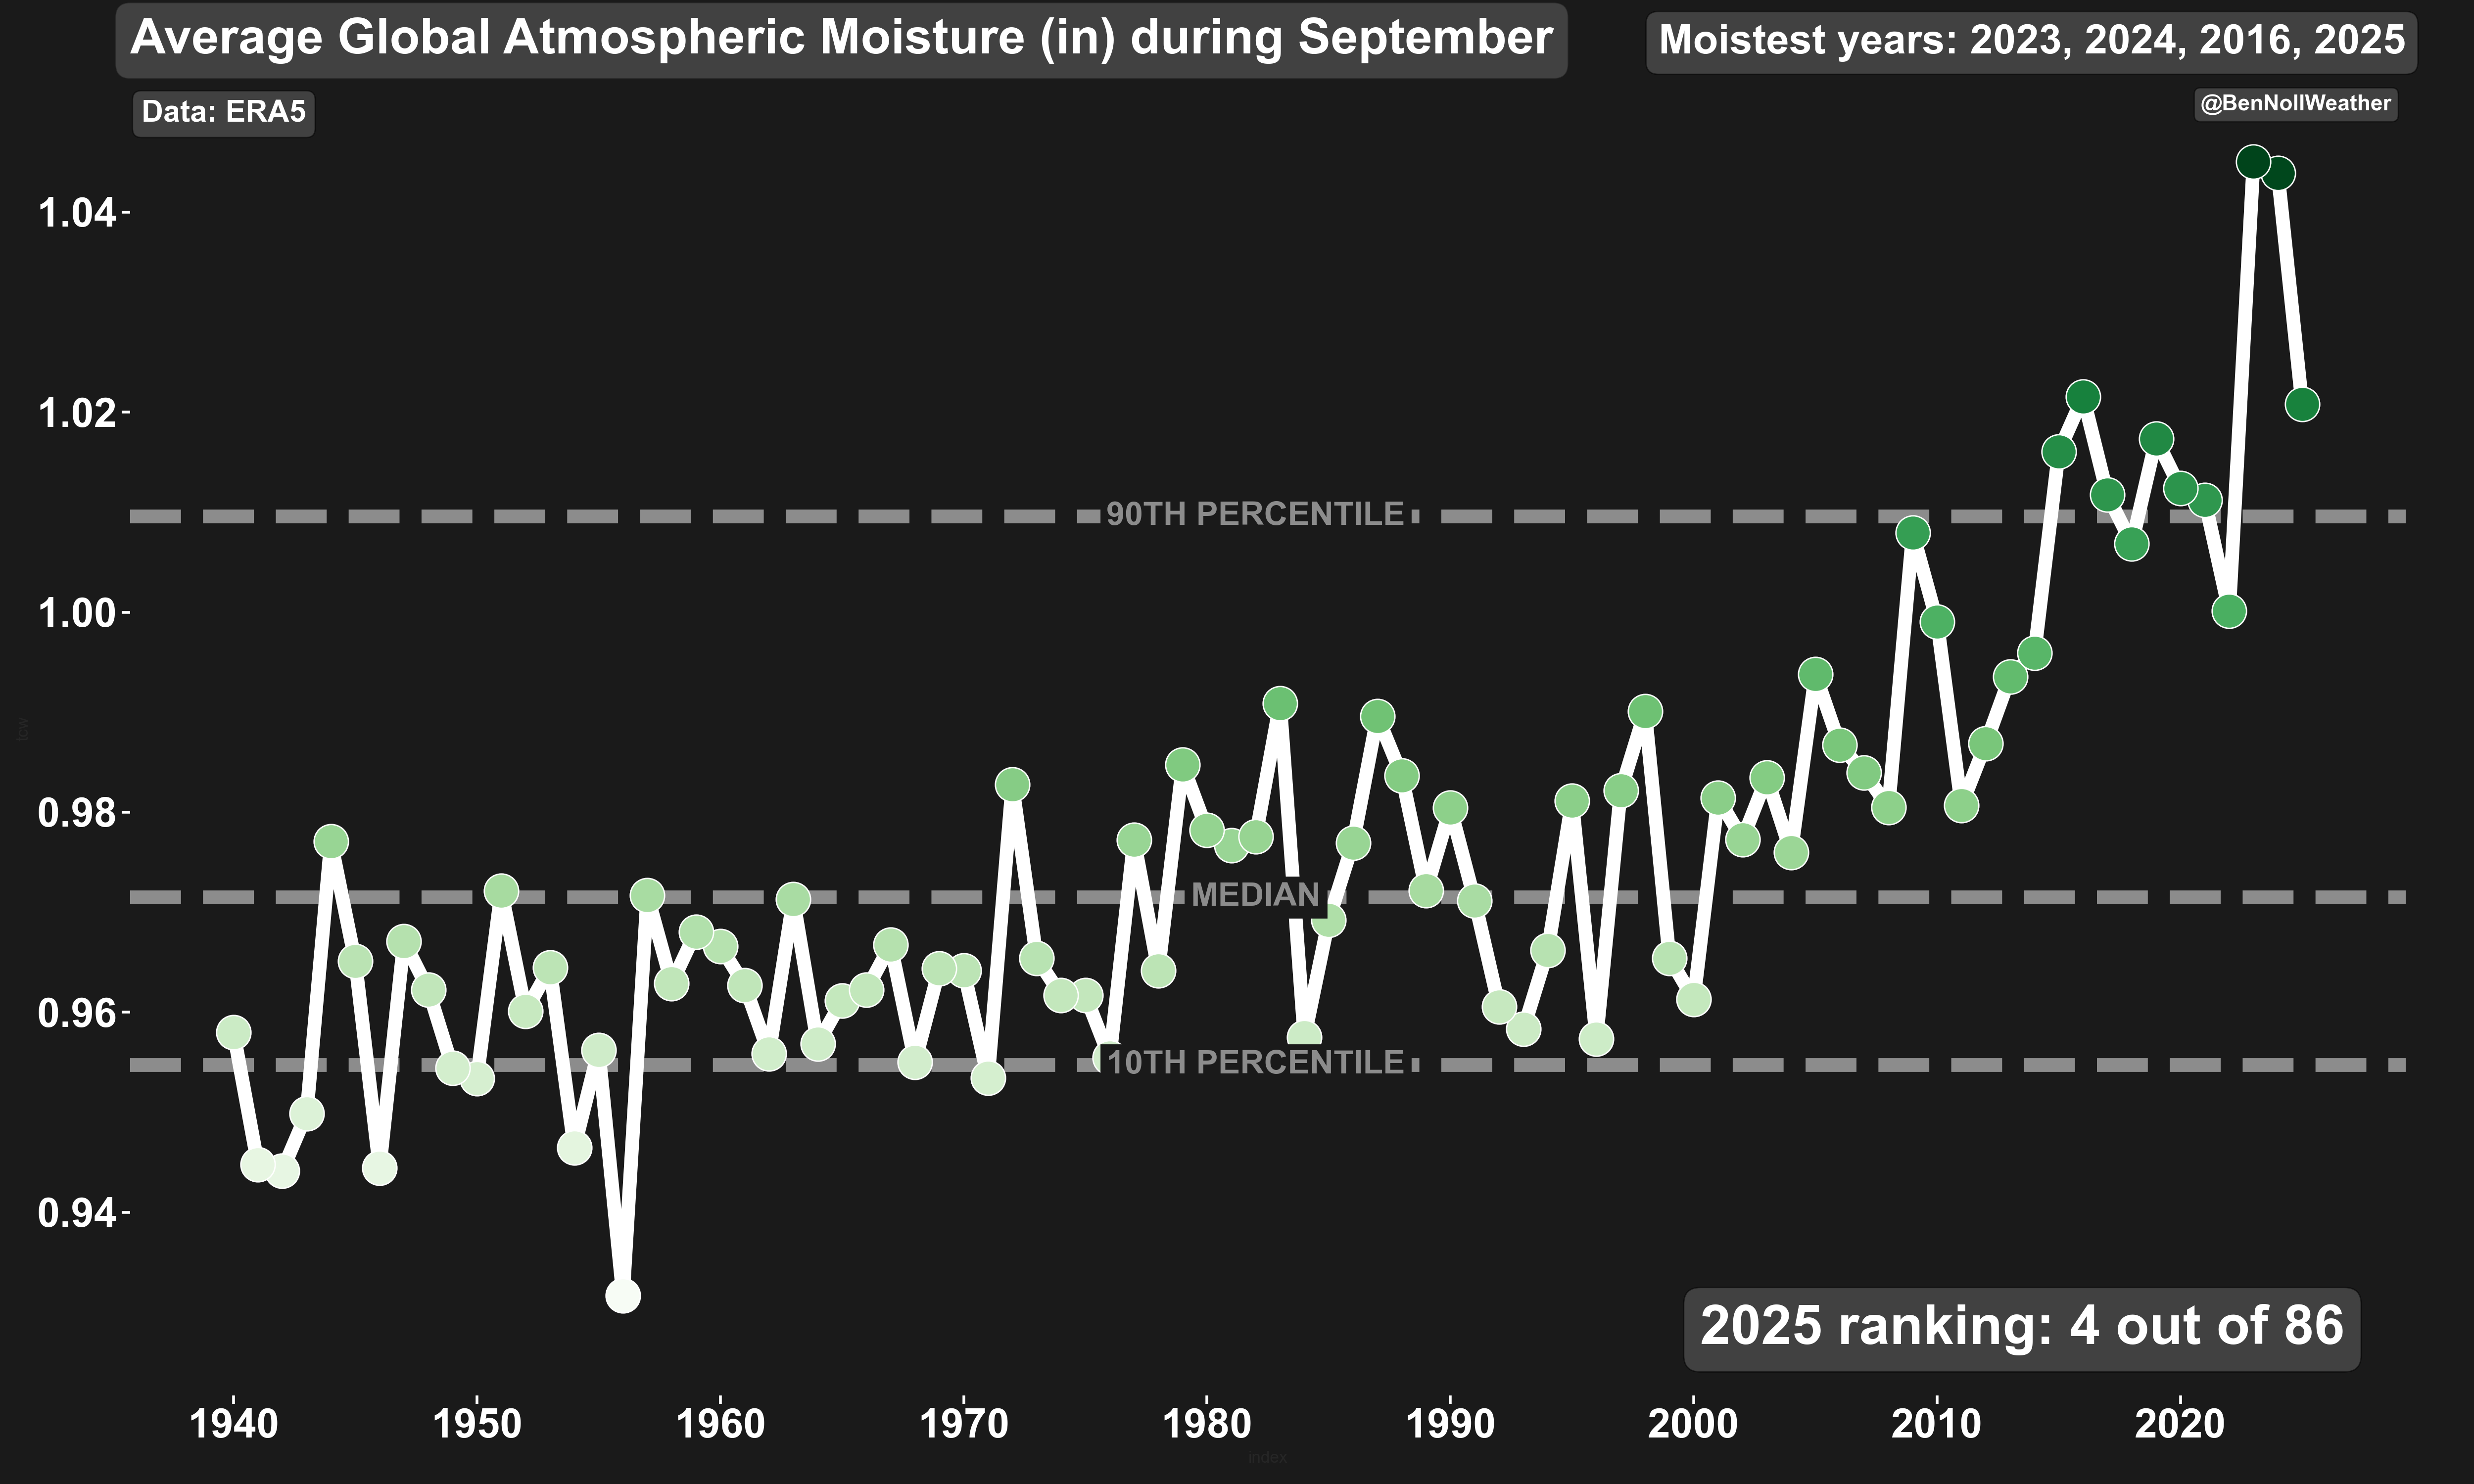 Average Global Atmospheric Moisture (in) during September
Moistest years: 2023, 2024, 2016, 2025
Data: ERA5
@BenNollWeather
1.04
1.02
90TH PERCENTILE
1.00
0.98
MEDIAN
0.96
10TH PERCENTILE
0.94
tcw
2025 ranking: 4 out of 86
1940 1950 1960 1970 1980 1990 2000 2010 2020
index